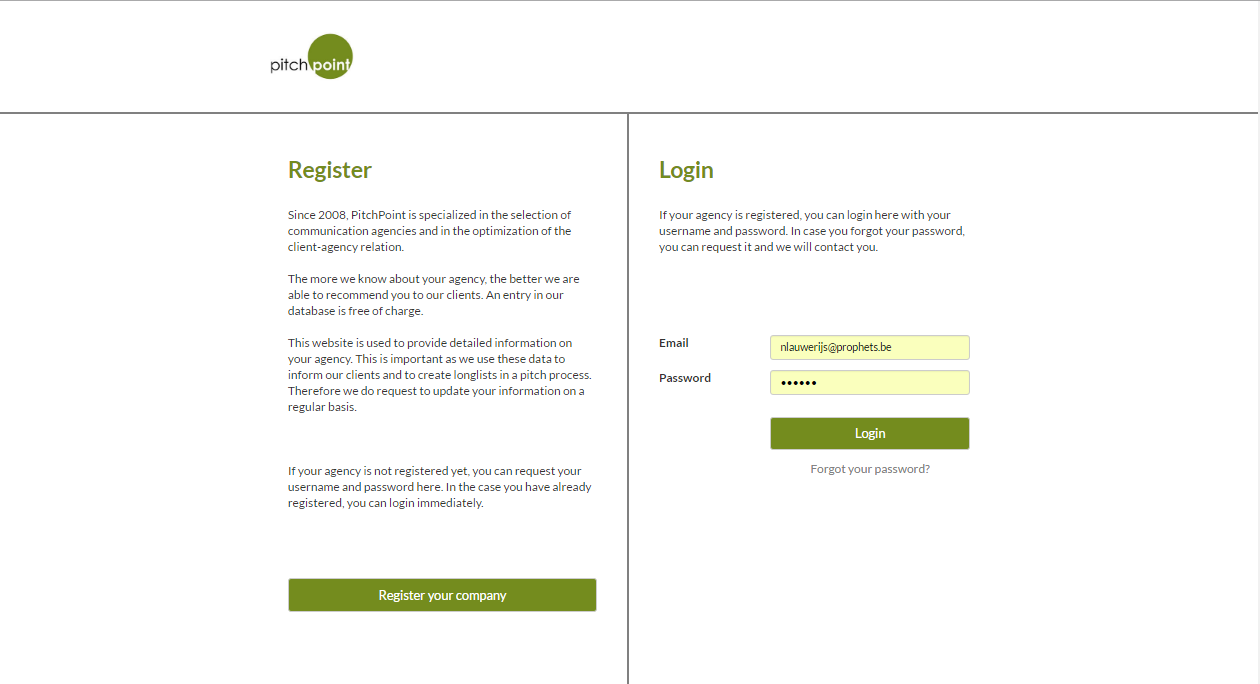 pitchpoint
Register
Since 2008, PitchPoint is specialized in the selection of
communication agencies and in the optimization of the
client-agency relation.
The more we know about your agency, the better we are
able to recommend you to our clients. An entry in our
database is free of charge.
This website is used to provide detailed information on
your agency. This is important as we use these data to
inform our clients and to create longlists in a pitch process.
Therefore we do request to update your information on a
regular basis.
If your agency is not registered yet, you can request your
username and password here. In the case you have already
registered, you can login immediately.
Register your company
Login
If your agency is registered, you can login here with your
username and password. In case you forgot your password,
you can request it and we will contact you.
Email nlauwerijs@prophets.be
Password ••••••
Login
Forgot your password?